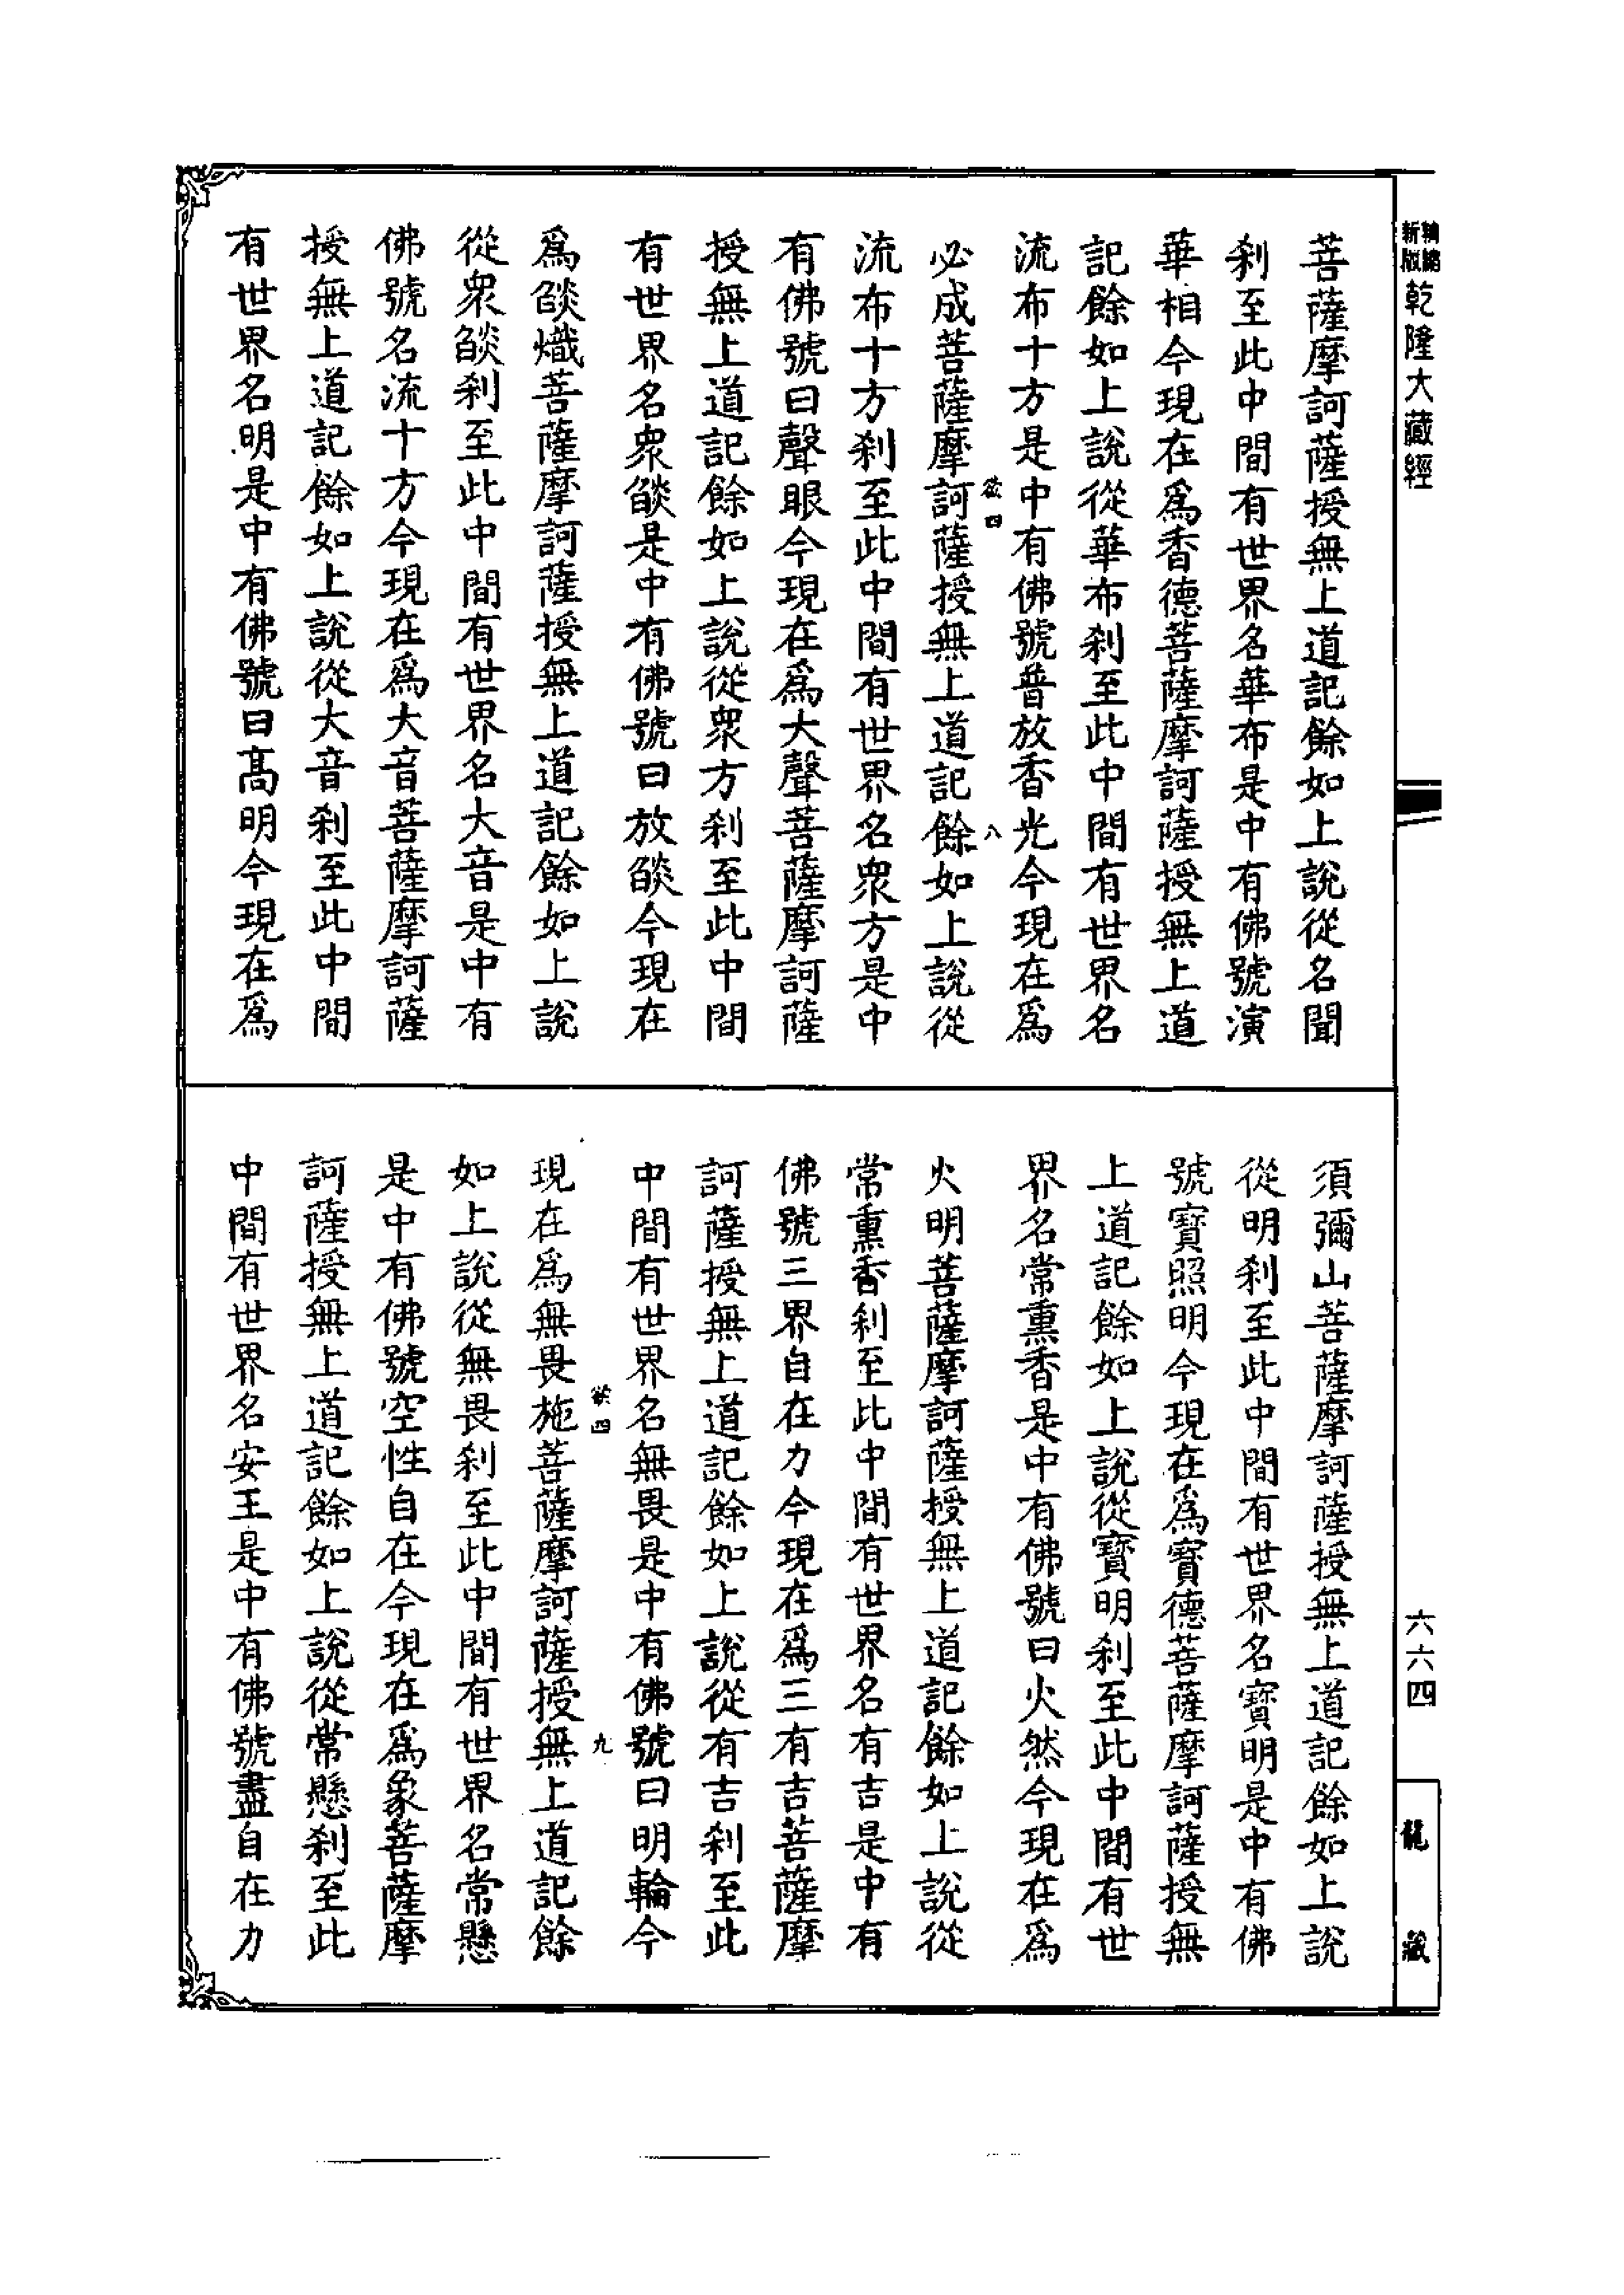 新版
乾隆大藏經
菩薩摩訶薩授無上道記餘如上說從名聞
剎至此中間有世界名華布是中有佛號演
華相今現在爲香德菩薩摩訶薩授無上道
記餘如上說從華布剎至此中間有世界名
流布十方是中有佛號普放香光今現在爲
欲四
八
必成菩薩摩訶薩授無上道記餘如上說從
流布十方剎至此中間有世界名衆方是中
有佛號曰聲眼今現在爲大聲菩薩摩訶薩
授無上道記餘如上說從衆方剎至此中間
有世界名衆燄是中有佛號曰放燄今現在
爲燄熾菩薩摩訶薩授無上道記餘如上說
從衆燄剎至此中間有世界名大音是中有
佛號名流十方今現在爲大音菩薩摩訶薩
授無上道記餘如上說從大音剎至此中間
有世界名明是中有佛號曰高明今現在爲
須彌山菩薩摩訶薩授無上道記餘如上說
從明剎至此中間有世界名寶明是中有佛
號寶照明今現在爲寶德菩薩摩訶薩授無
上道記餘如上說從寶明剎至此中間有世
界名常熏香是中有佛號曰火然今現在爲
火明菩薩摩訶薩授無上道記餘如上說從
常熏香剎至此中間有世界名有吉是中有
佛號三界自在力今現在爲三有吉菩薩摩
訶薩授無上道記餘如上說從有吉剎至此
中間有世界名無畏是中有佛號曰明輪今
欲四
九
現在爲無畏施菩薩摩訶薩授無上道記餘
如上說從無畏剎至此中間有世界名常懸
是中有佛號空性自在今現在爲象菩薩摩
訶薩授無上道記餘如上說從常懸剎至此
中間有世界名安王是中有佛號盡自在力
六六四
龍藏